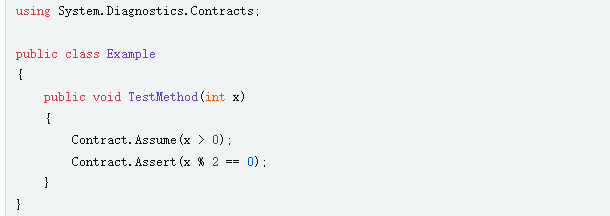 using System.Diagnostics.Contracts;
public class Example
{
public void TestMethod(int x)
{
Contract.Assume(x > 0);
Contract.Assert(x % 2 == 0);
}
}